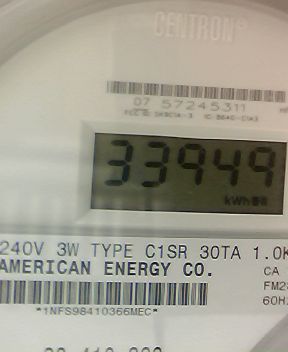 CENTRON®
07 57245311
33949
kWh
240V 3W TYPE C1SR 30TA 1.0K
AMERICAN ENERGY CO.
CA
FM2S
60H
*1NFS98410366MEC*